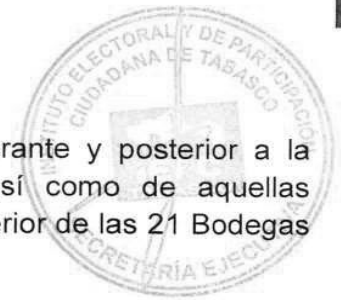 INSTITUTO ELECTORAL Y DE PARTICIPACIÓN
CIUDADANA DE TABASCO
rante y posterior a la
sí como de aquellas
erior de las 21 Bodegas
SECRETARÍA EJECUTIVA